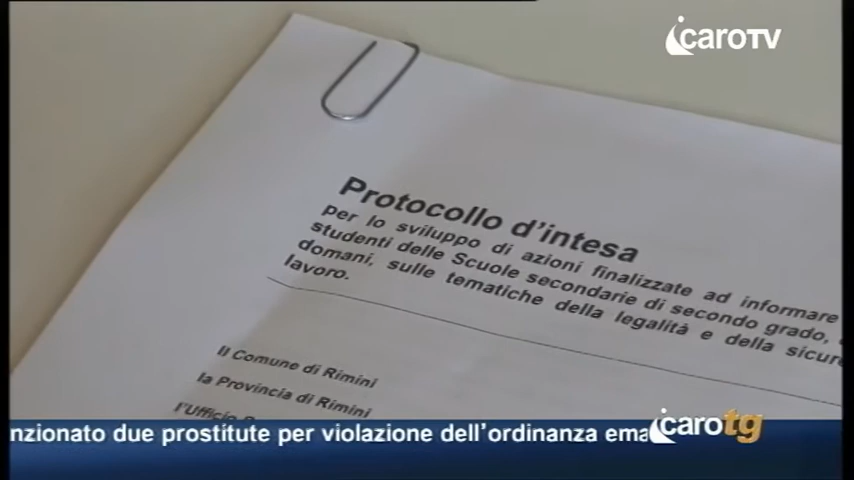 icaroTV
Protocollo d'intesa
per lo sviluppo di azioni finalizzate ad informare
studenti delle Scuole secondarie di secondo grado,
domani, sulle tematiche della legalità e della
lavoro.
Il Comune di Rimini
la Provincia di Rimini
l'Ufficio
nzionato due prostitute per violazione dell'ordinanza ema
icarotg